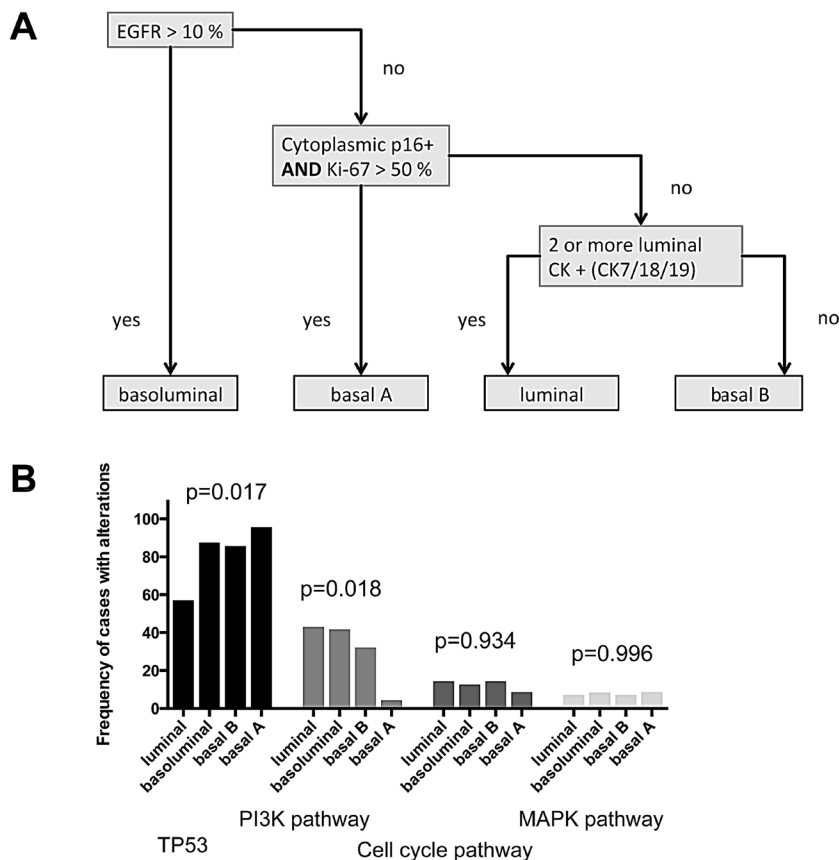 A
EGFR > 10 %
no
Cytoplasmic p16+
AND Ki-67 > 50 %
no
2 or more luminal
CK + (CK7/18/19)
yes
yes
yes
no
basoluminal
basal A
luminal
basal B
B
Frequency of cases with alterations
100
80
60
40
20
0
p=0.017
p=0.018
p=0.934
p=0.996
luminal
basoluminal
basal B
basal A
luminal
basoluminal
basal B
basal A
luminal
basoluminal
basal B
basal A
luminal
basoluminal
basal B
basal A
TP53
PI3K pathway
Cell cycle pathway
MAPK pathway